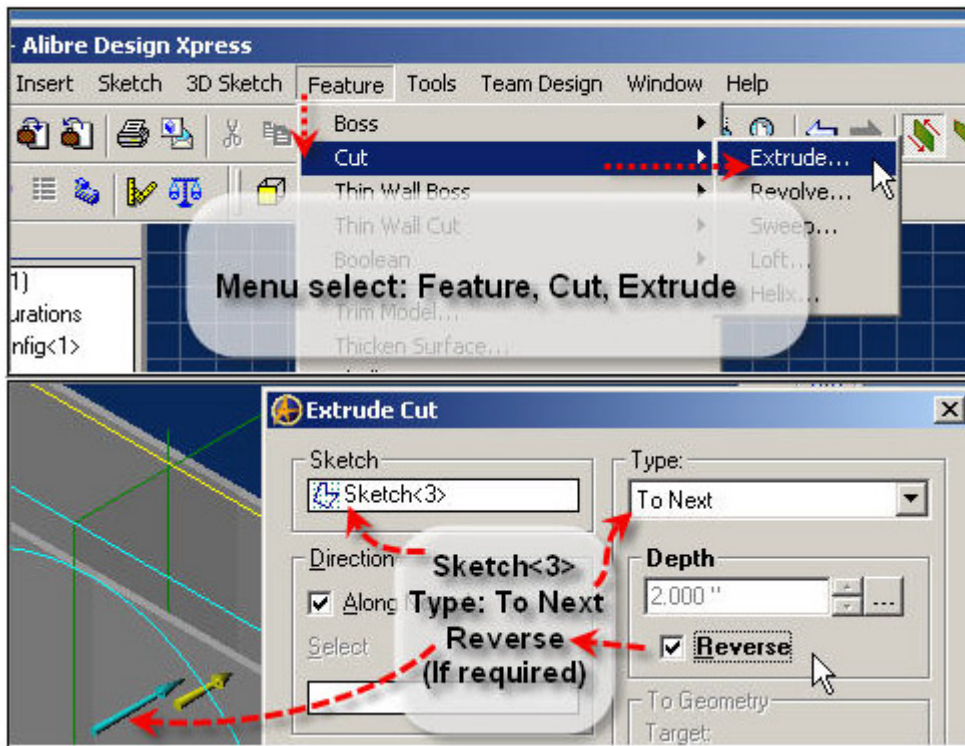 - Alibre Design Xpress
Insert Sketch 3D Sketch Feature Tools Team Design Window Help
Boss
Cut
Extrude...
Thin Wall Boss
Revolve...
Thin Wall Cut
Sweep...
Boolean
Loft...
Menu select: Feature, Cut, Extrude
Helix...
Trim Model...
Thicken Surface...
1)
urations
nfig<1>
Extrude Cut
Sketch
Type:
Sketch<3>
To Next
Direction
Depth
Sketch<3>
Type: To Next
Reverse
(If required)
2.000 "
...
Along
Select
Reverse
To Geometry
Target: